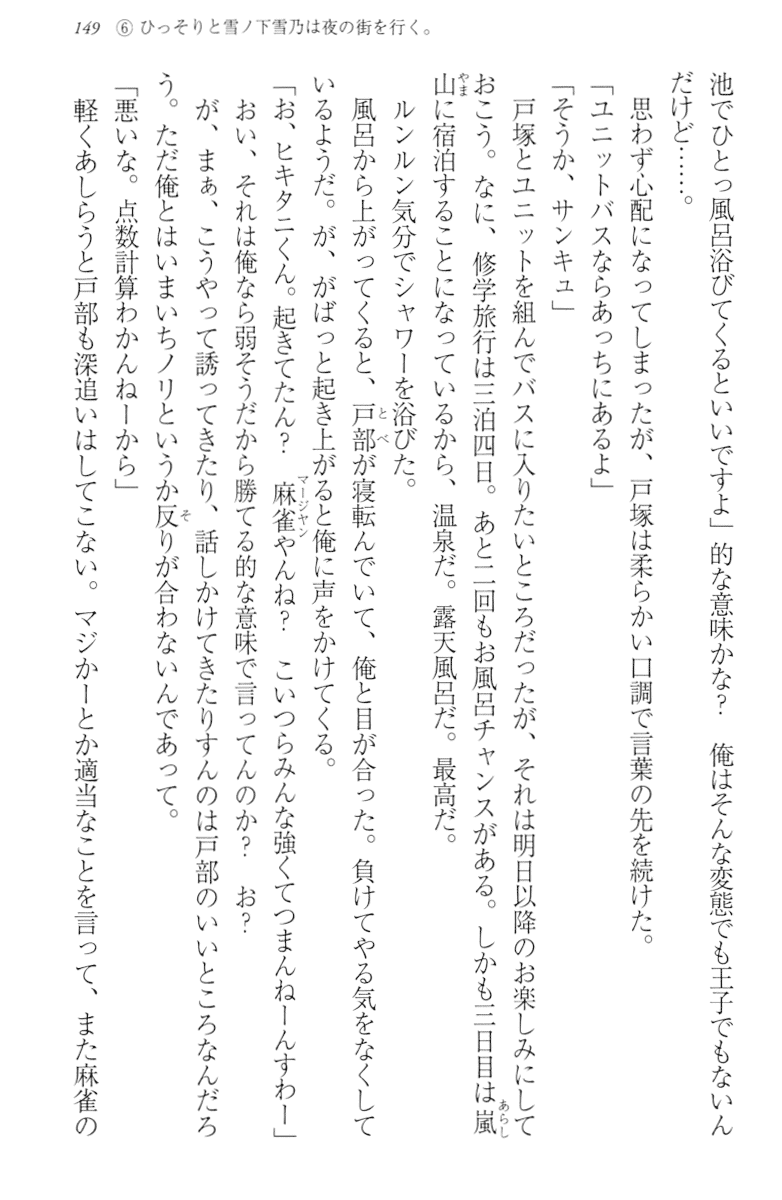 149 ⑥ ひっそりと雪ノ下雪乃は夜の街を行く。
池でひとっ風呂浴びてくるといいですよ」的な意味かな？　俺はそんな変態でも王子でもないん
だけど……。
　思わず心配になってしまったが、戸塚は柔らかい口調で言葉の先を続けた。
「ユニットバスならあっちにあるよ」
「そうか、サンキュ」
　戸塚とユニットを組んでバスに入りたいところだったが、それは明日以降のお楽しみにして
おこう。なに、修学旅行は三泊四日。あと二回もお風呂チャンスがある。しかも三日目は嵐
山に宿泊することになっているから、温泉だ。露天風呂だ。最高だ。
　ルンルン気分でシャワーを浴びた。
　風呂から上がってくると、戸部が寝転んでいて、俺と目が合った。負けてやる気をなくして
いるようだ。が、がばっと起き上がると俺に声をかけてくる。
「お、ヒキタニくん。起きてたん？　麻雀やんね？　こいつらみんな強くてつまんねーんすわー」
　おい、それは俺なら弱そうだから勝てる的な意味で言ってんのか？　お？
　が、まぁ、こうやって誘ってきたり、話しかけてきたりすんのは戸部のいいところなんだろ
う。ただ俺とはいまいちノリというか反りが合わないんであって。
「悪いな。点数計算わかんねーから」
　軽くあしらうと戸部も深追いはしてこない。マジかーとか適当なことを言って、また麻雀の